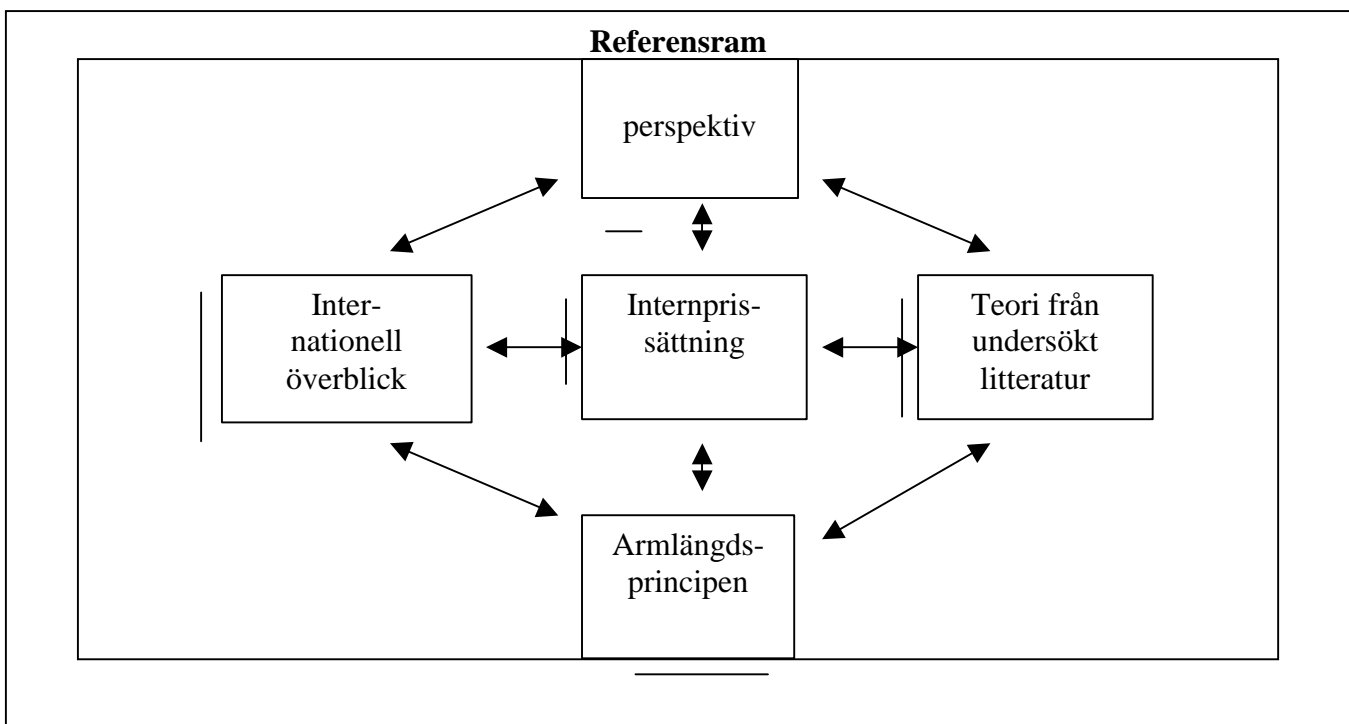 Referensram
perspektiv
Inter-
nationell
överblick
Internpris-
sättning
Teori från
undersökt
litteratur
Armlängds-
principen